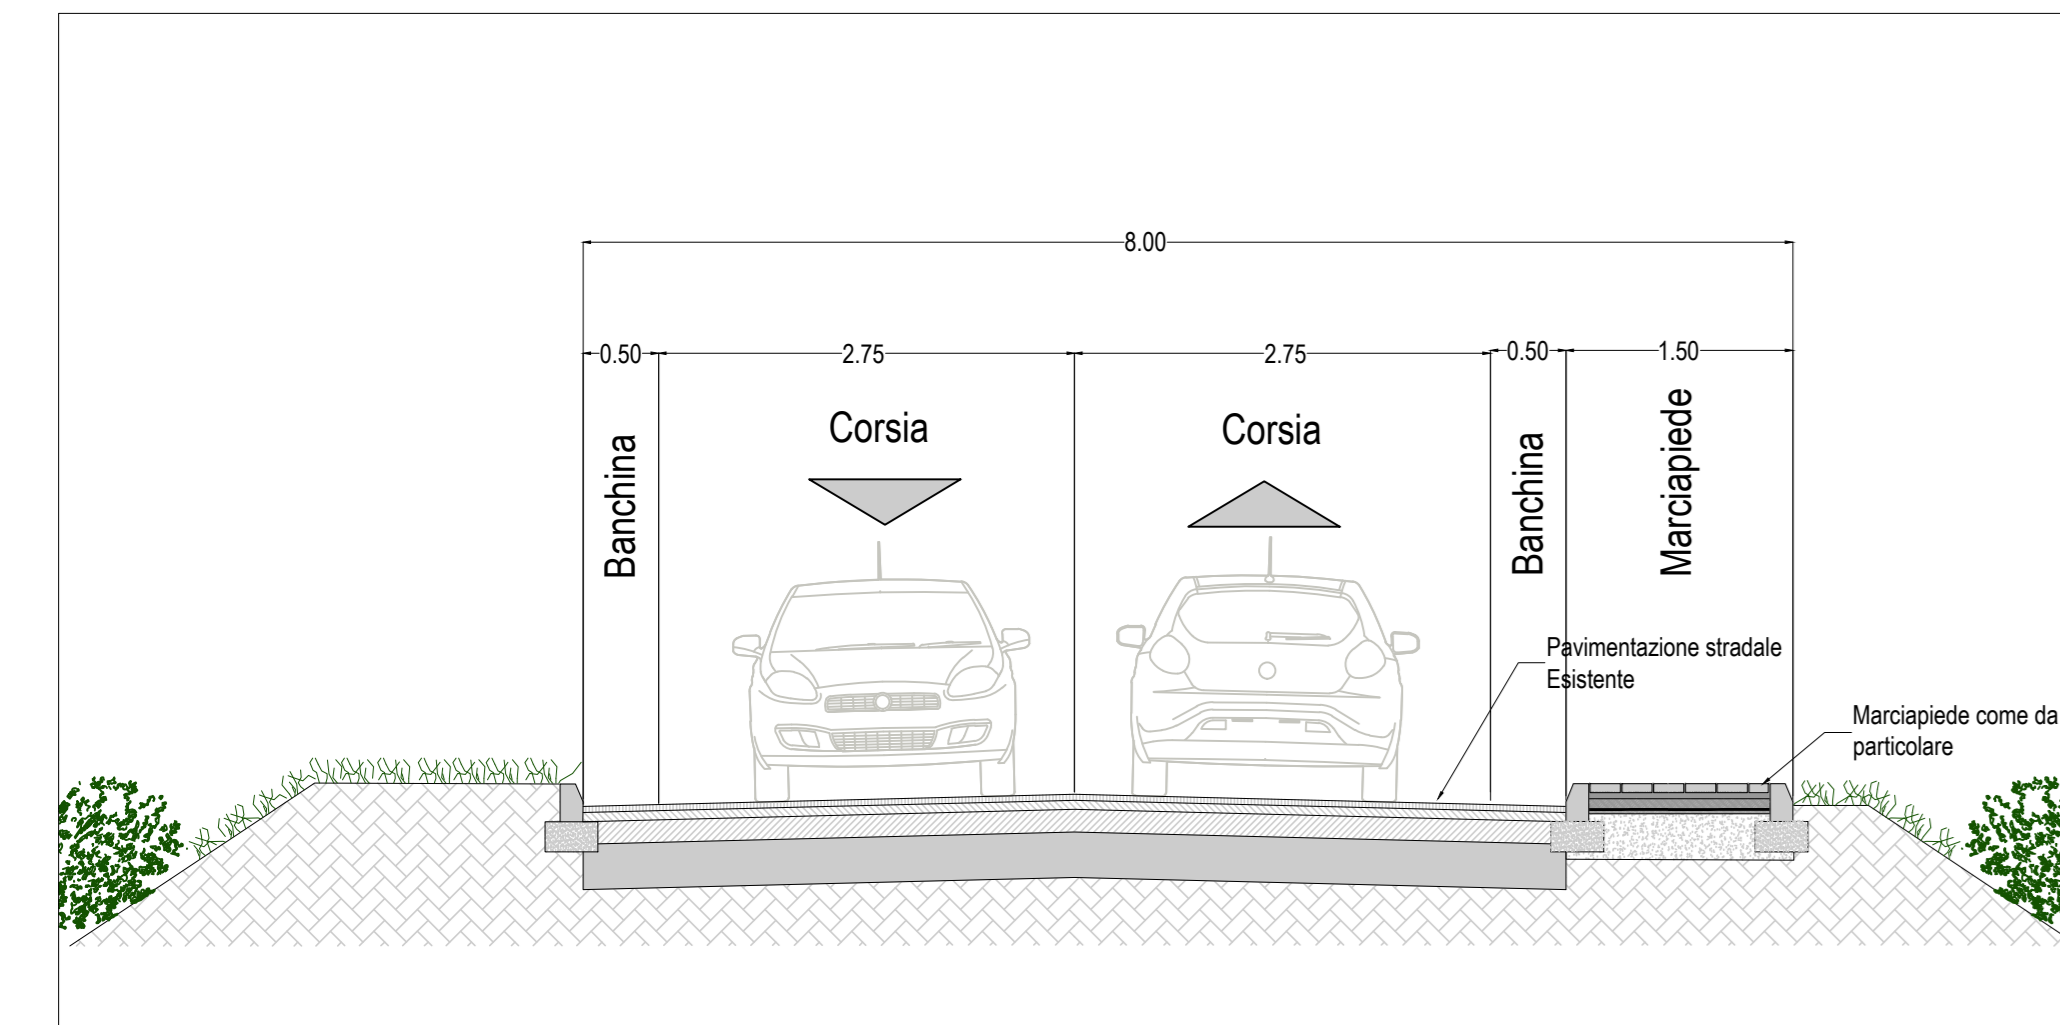 8.00
0.50
2.75
2.75
0.50
1.50
Banchina
Corsia
Corsia
Banchina
Marciapiede
Pavimentazione stradale
Esistente
Marciapiede come da
particolare